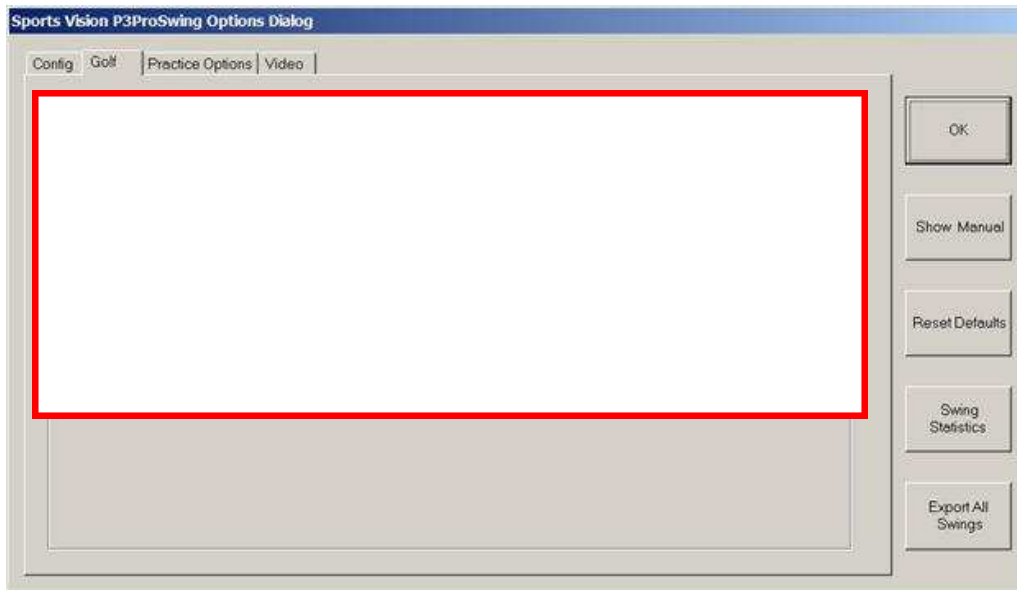 Sports Vision P3ProSwing Options Dialog
Config Golf Practice Options Video
OK
Show Manual
Reset Defaults
Swing
Statistics
Export All
Swings